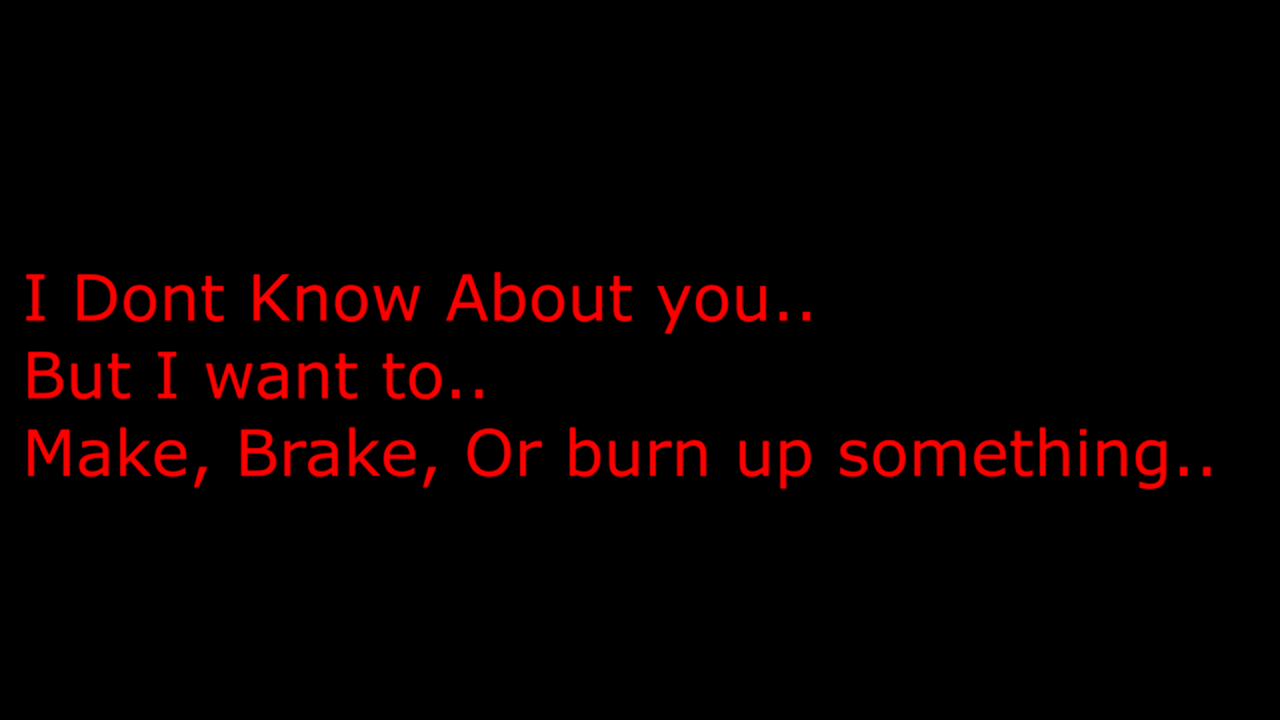 I Dont Know About you..
But I want to..
Make, Brake, Or burn up something..